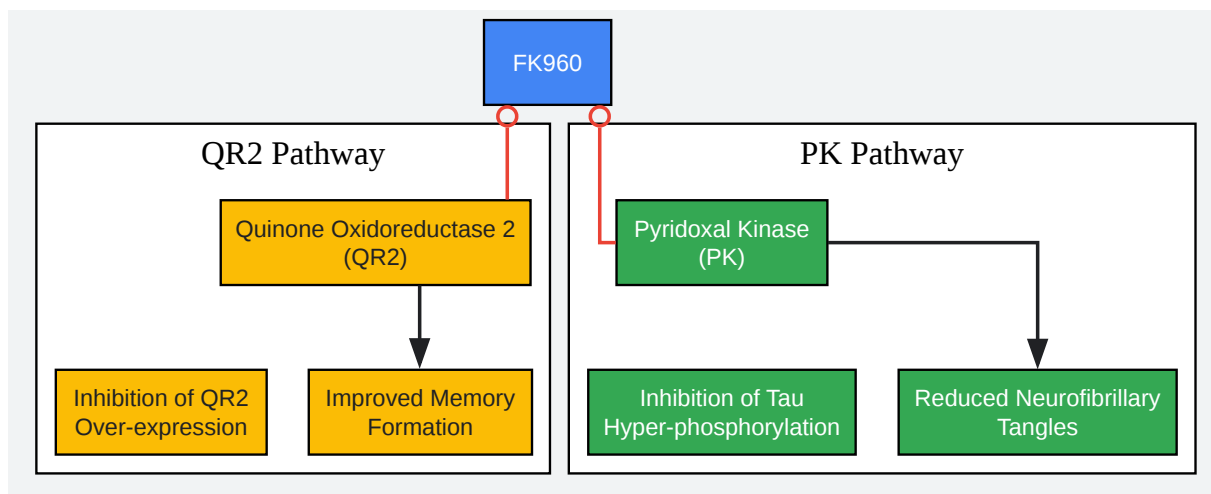 FK960
QR2 Pathway
Quinone Oxidoreductase 2
(QR2)
Inhibition of QR2
Over-expression
Improved Memory
Formation
PK Pathway
Pyridoxal Kinase
(PK)
Inhibition of Tau
Hyper-phosphorylation
Reduced Neurofibrillary
Tangles